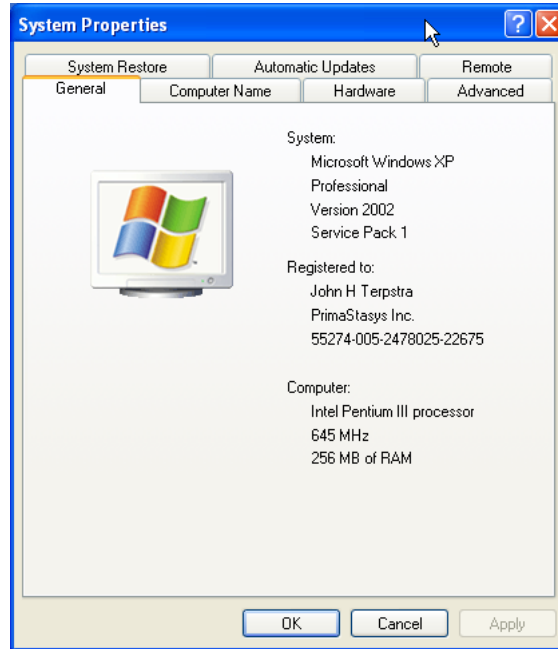 System Properties
System Restore Automatic Updates Remote
General Computer Name Hardware Advanced
System:
Microsoft Windows XP
Professional
Version 2002
Service Pack 1
Registered to:
John H Terpstra
PrimaStasys Inc.
55274-005-2478025-22675
Computer:
Intel Pentium III processor
645 MHz
256 MB of RAM
OK Cancel Apply